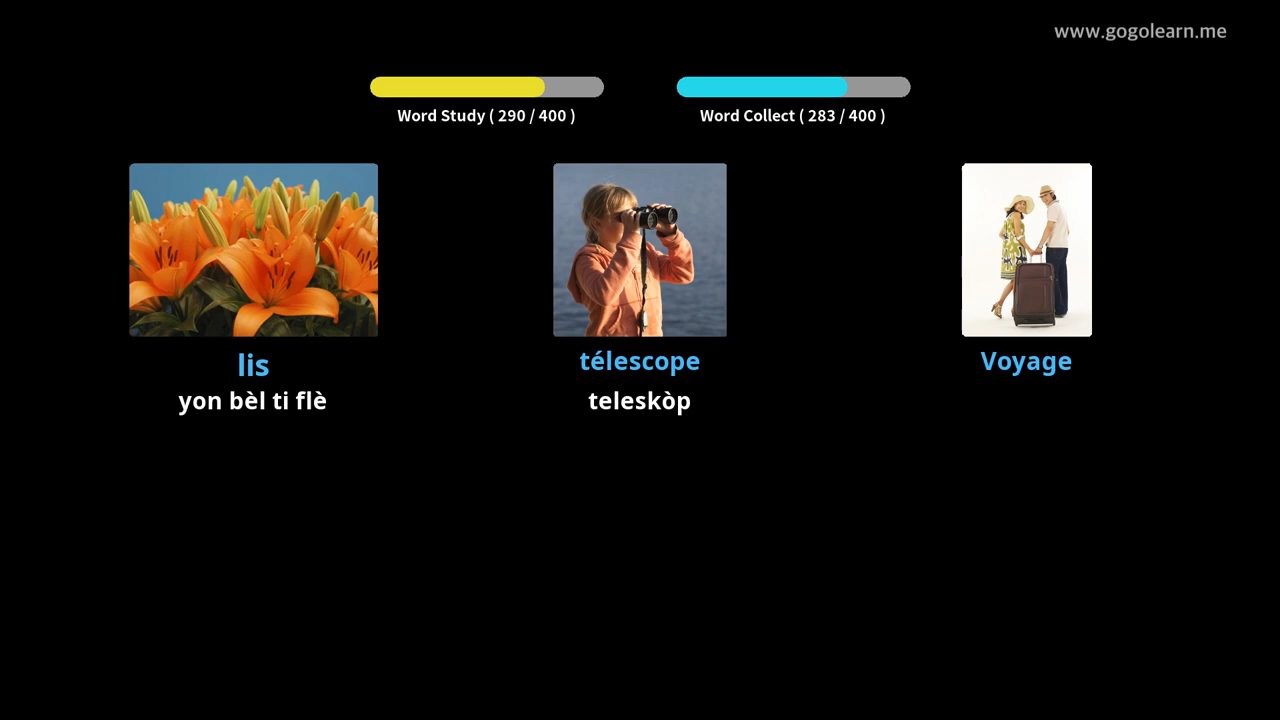 www.gogolearn.me
Word Study ( 290 / 400 )
Word Collect ( 283 / 400 )
lis
yon bèl ti flè
télescope
teleskòp
Voyage